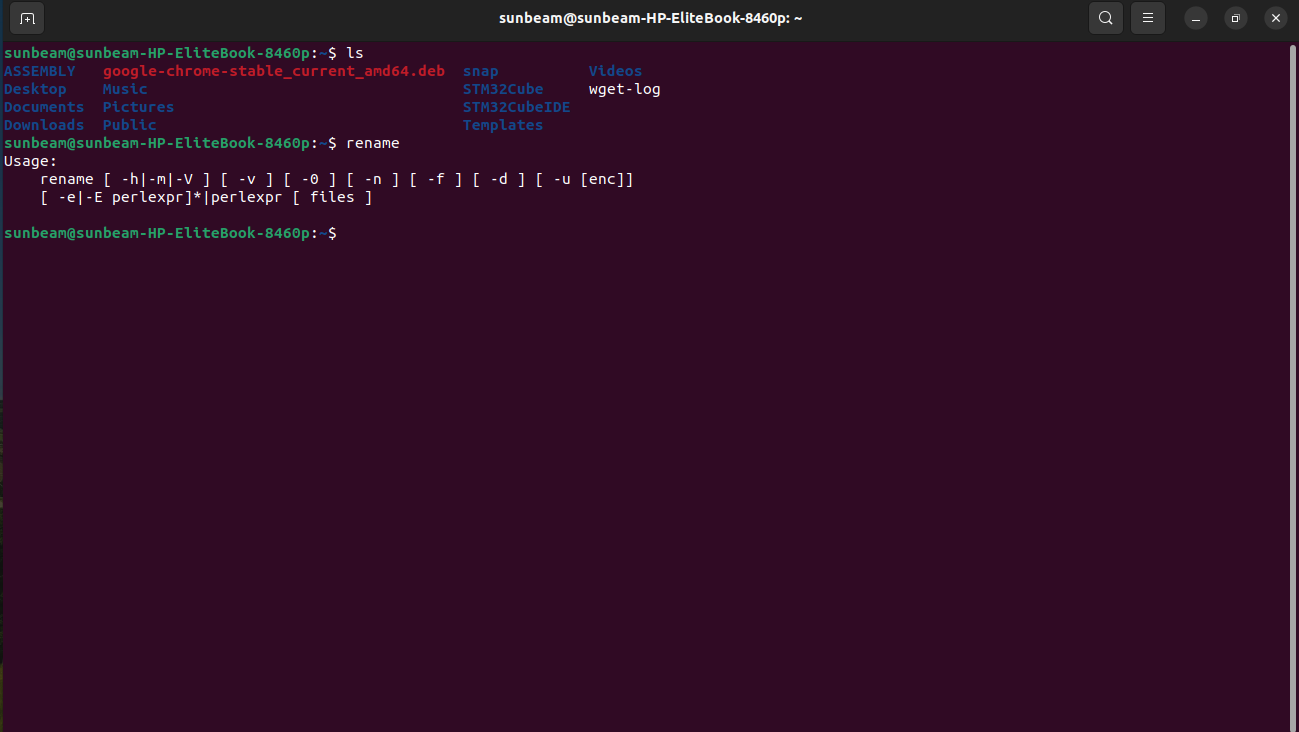 sunbeam@sunbeam-HP-EliteBook-8460p: ~
sunbeam@sunbeam-HP-EliteBook-8460p:~$ ls
ASSEMBLY   google-chrome-stable_current_amd64.deb  snap          Videos
Desktop    Music                                   STM32Cube     wget-log
Documents  Pictures                                STM32CubeIDE
Downloads  Public                                  Templates
sunbeam@sunbeam-HP-EliteBook-8460p:~$ rename
Usage:
    rename [ -h|-m|-V ] [ -v ] [ -0 ] [ -n ] [ -f ] [ -d ] [ -u [enc]]
    [ -e|-E perlexpr]*|perlexpr [ files ]
sunbeam@sunbeam-HP-EliteBook-8460p:~$